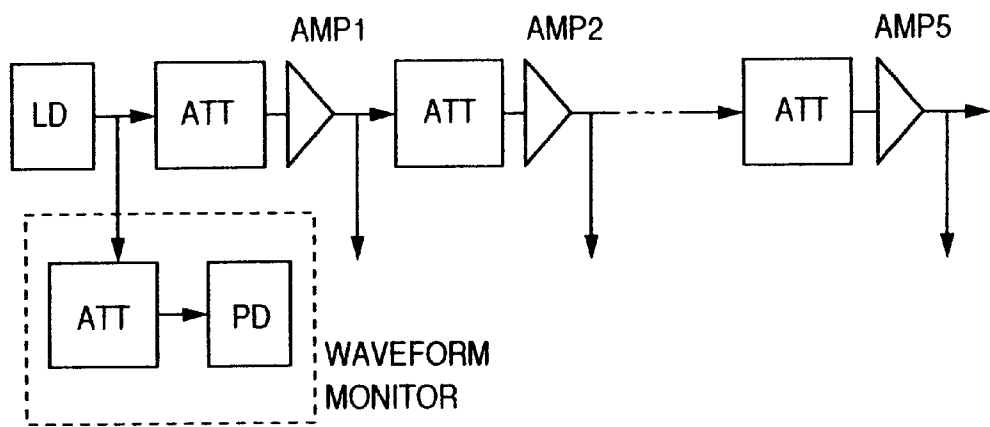 AMP1
AMP2
AMP5
LD
ATT
ATT
ATT
ATT
PD
WAVEFORM
MONITOR